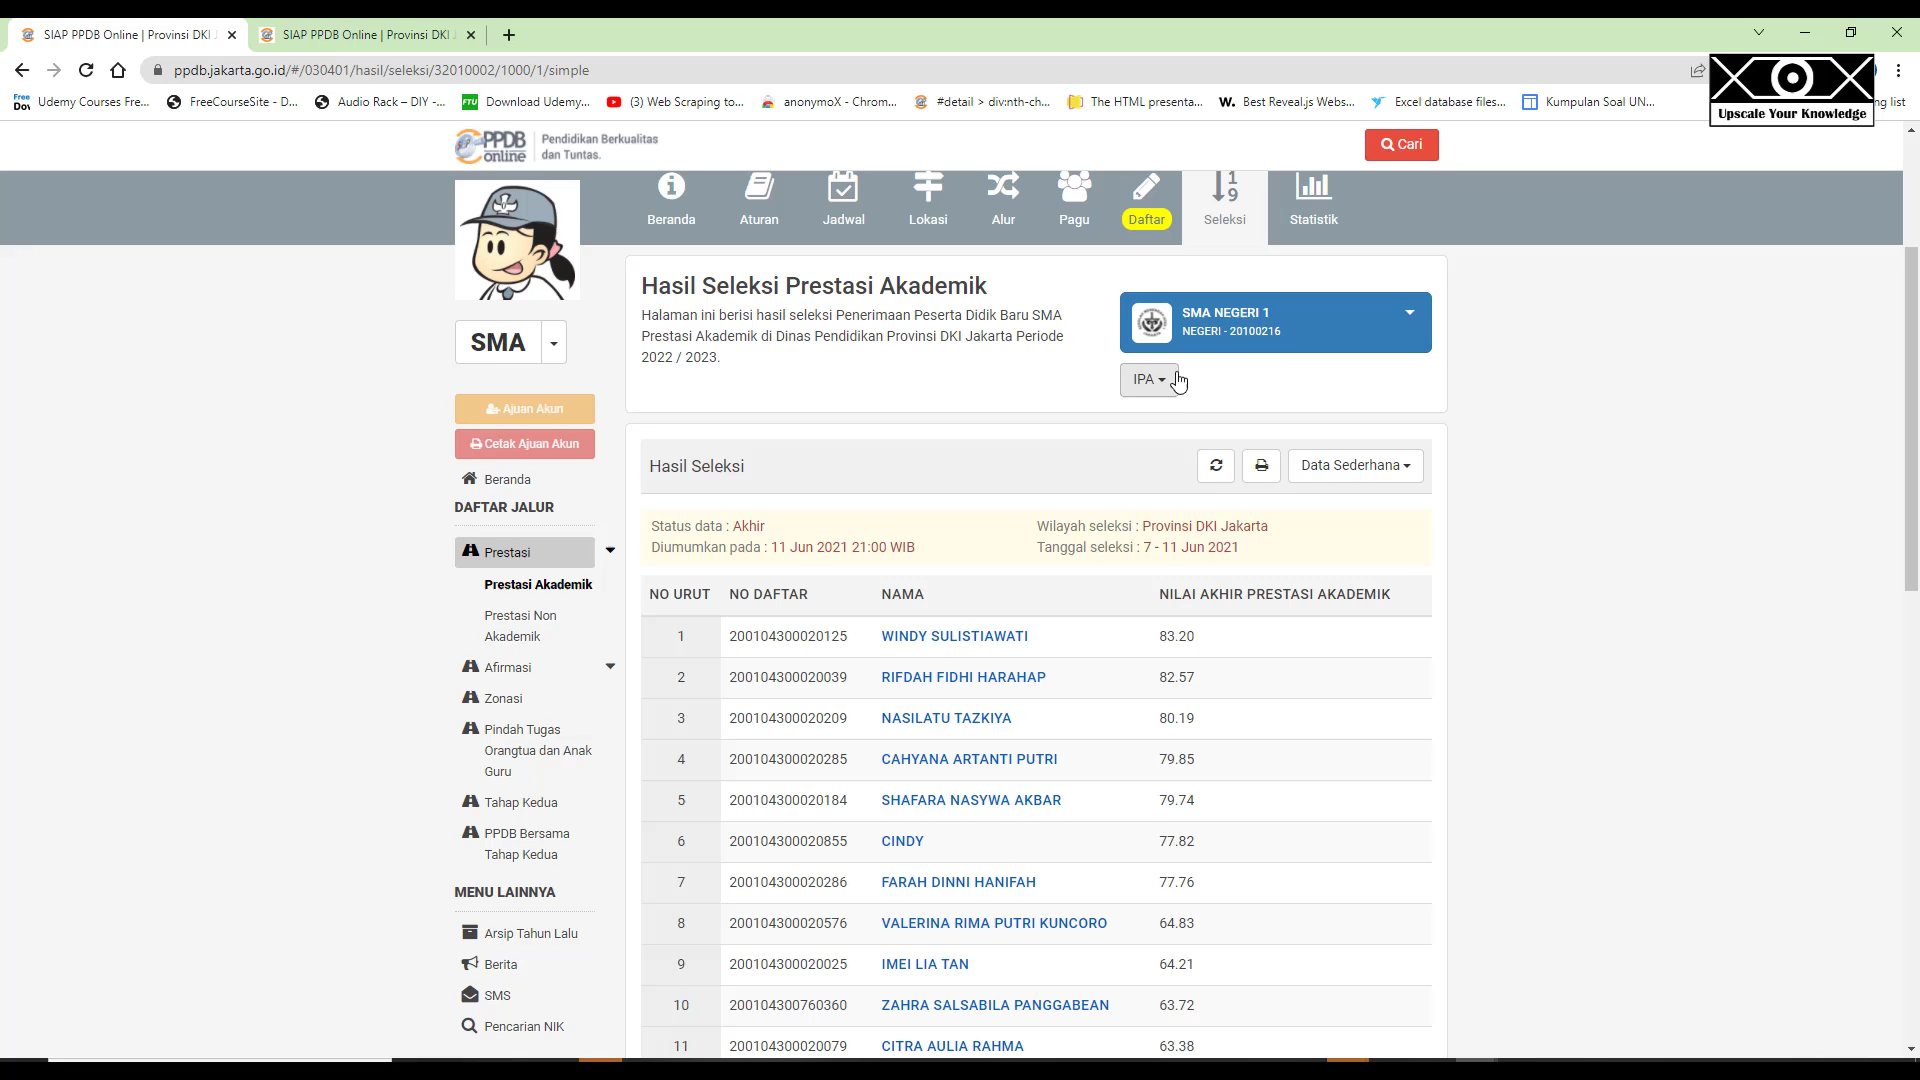 SIAP PPDB Online | Provinsi DKI J
SIAP PPDB Online | Provinsi DKI J
ppdb.jakarta.go.id/#/030401/hasil/seleksi/32010002/1000/1/simple
Udemy Courses Fre...
FreeCourseSite - D...
Audio Rack – DIY -...
FTU
Download Udemy...
(3) Web Scraping to...
anonymoX - Chrom...
#detail > div:nth-ch...
The HTML presenta...
W.
Best Reveal.js Webs...
Excel database files...
Kumpulan Soal UN...
ng list
Upscale Your Knowledge
PPDB online
Pendidikan Berkualitas
dan Tuntas.
Cari
Beranda
Aturan
Jadwal
Lokasi
Alur
Pagu
Daftar
1
9
Seleksi
Statistik
SMA
Ajuan Akun
Cetak Ajuan Akun
Beranda
DAFTAR JALUR
Prestasi
Prestasi Akademik
Prestasi Non
Akademik
Afirmasi
Zonasi
Pindah Tugas
Orangtua dan Anak
Guru
Tahap Kedua
PPDB Bersama
Tahap Kedua
MENU LAINNYA
Arsip Tahun Lalu
Berita
SMS
Pencarian NIK
Hasil Seleksi Prestasi Akademik
Halaman ini berisi hasil seleksi Penerimaan Peserta Didik Baru SMA
Prestasi Akademik di Dinas Pendidikan Provinsi DKI Jakarta Periode
2022 / 2023.
SMA NEGERI 1
NEGERI - 20100216
IPA
Hasil Seleksi
Data Sederhana
Status data : Akhir
Wilayah seleksi : Provinsi DKI Jakarta
Diumumkan pada : 11 Jun 2021 21:00 WIB
Tanggal seleksi : 7 - 11 Jun 2021
NO URUT NO DAFTAR NAMA NILAI AKHIR PRESTASI AKADEMIK
1 200104300020125 WINDY SULISTIAWATI 83.20
2 200104300020039 RIFDAH FIDHI HARAHAP 82.57
3 200104300020209 NASILATU TAZKIYA 80.19
4 200104300020285 CAHYANA ARTANTI PUTRI 79.85
5 200104300020184 SHAFARA NASYWA AKBAR 79.74
6 200104300020855 CINDY 77.82
7 200104300020286 FARAH DINNI HANIFAH 77.76
8 200104300020576 VALERINA RIMA PUTRI KUNCORO 64.83
9 200104300020025 IMEI LIA TAN 64.21
10 200104300760360 ZAHRA SALSABILA PANGGABEAN 63.72
11 200104300020079 CITRA AULIA RAHMA 63.38